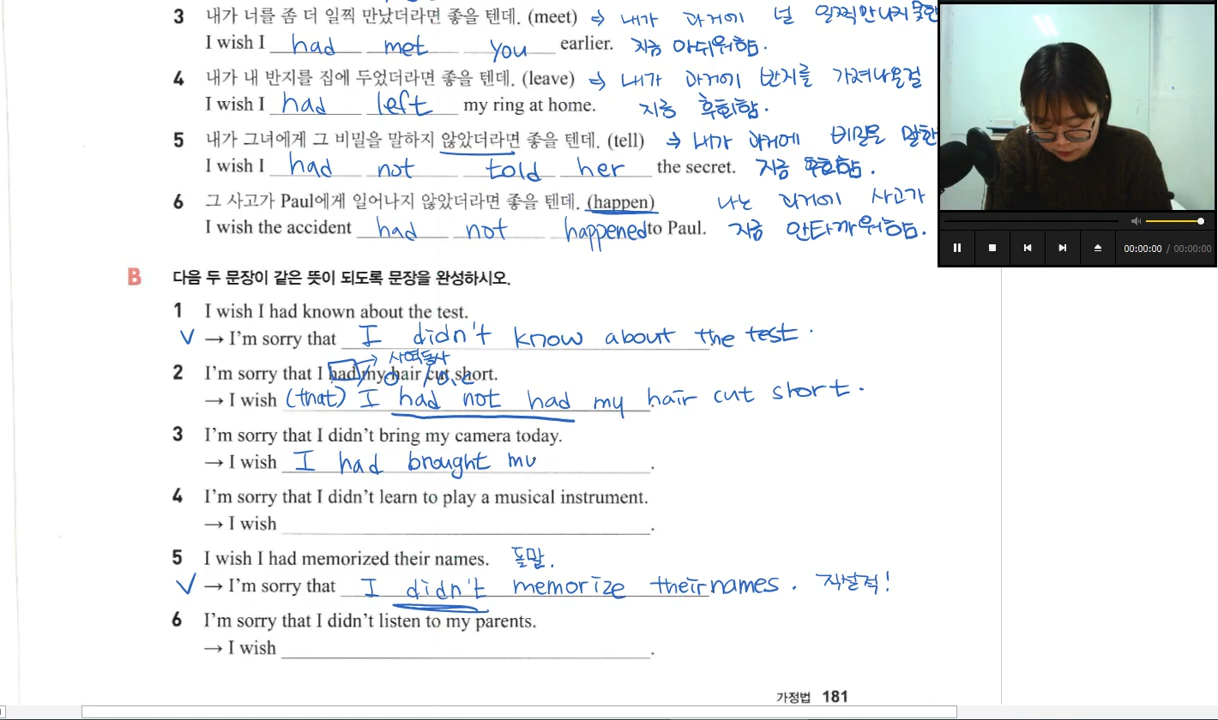 3 내가 너를 좀 더 일찍 만났더라면 좋을 텐데. (meet) ⇒ 내가 과거에 널 일찍 만나지 못한
I wish I had met you earlier. 지금 아쉬워함.
4 내가 내 반지를 집에 두었더라면 좋을 텐데. (leave) ⇒ 내가 과거에 반지를 가져나온걸
I wish I had left my ring at home. 지금 후회함.
5 내가 그녀에게 그 비밀을 말하지 않았더라면 좋을 텐데. (tell) ⇒ 내가 과거에 비밀을 말한
I wish I had not told her the secret. 지금 후회함.
6 그 사고가 Paul에게 일어나지 않았더라면 좋을 텐데. (happen) 나는 과거에 사고가
I wish the accident had not happened to Paul. 지금 안타까워함.
00:00:00 / 00:00:00
B 다음 두 문장이 같은 뜻이 되도록 문장을 완성하시오.
1 I wish I had known about the test.
V → I'm sorry that I didn't know about the test.
→ 사역동사
2 I'm sorry that I had my hair cut short.
→ I wish (that) I had not had my hair cut short.
3 I'm sorry that I didn't bring my camera today.
→ I wish I had brought my .
4 I'm sorry that I didn't learn to play a musical instrument.
→ I wish .
5 I wish I had memorized their names. 돌말.
V → I'm sorry that I didn't memorize their names. 직설적!
6 I'm sorry that I didn't listen to my parents.
→ I wish .
가정법 181